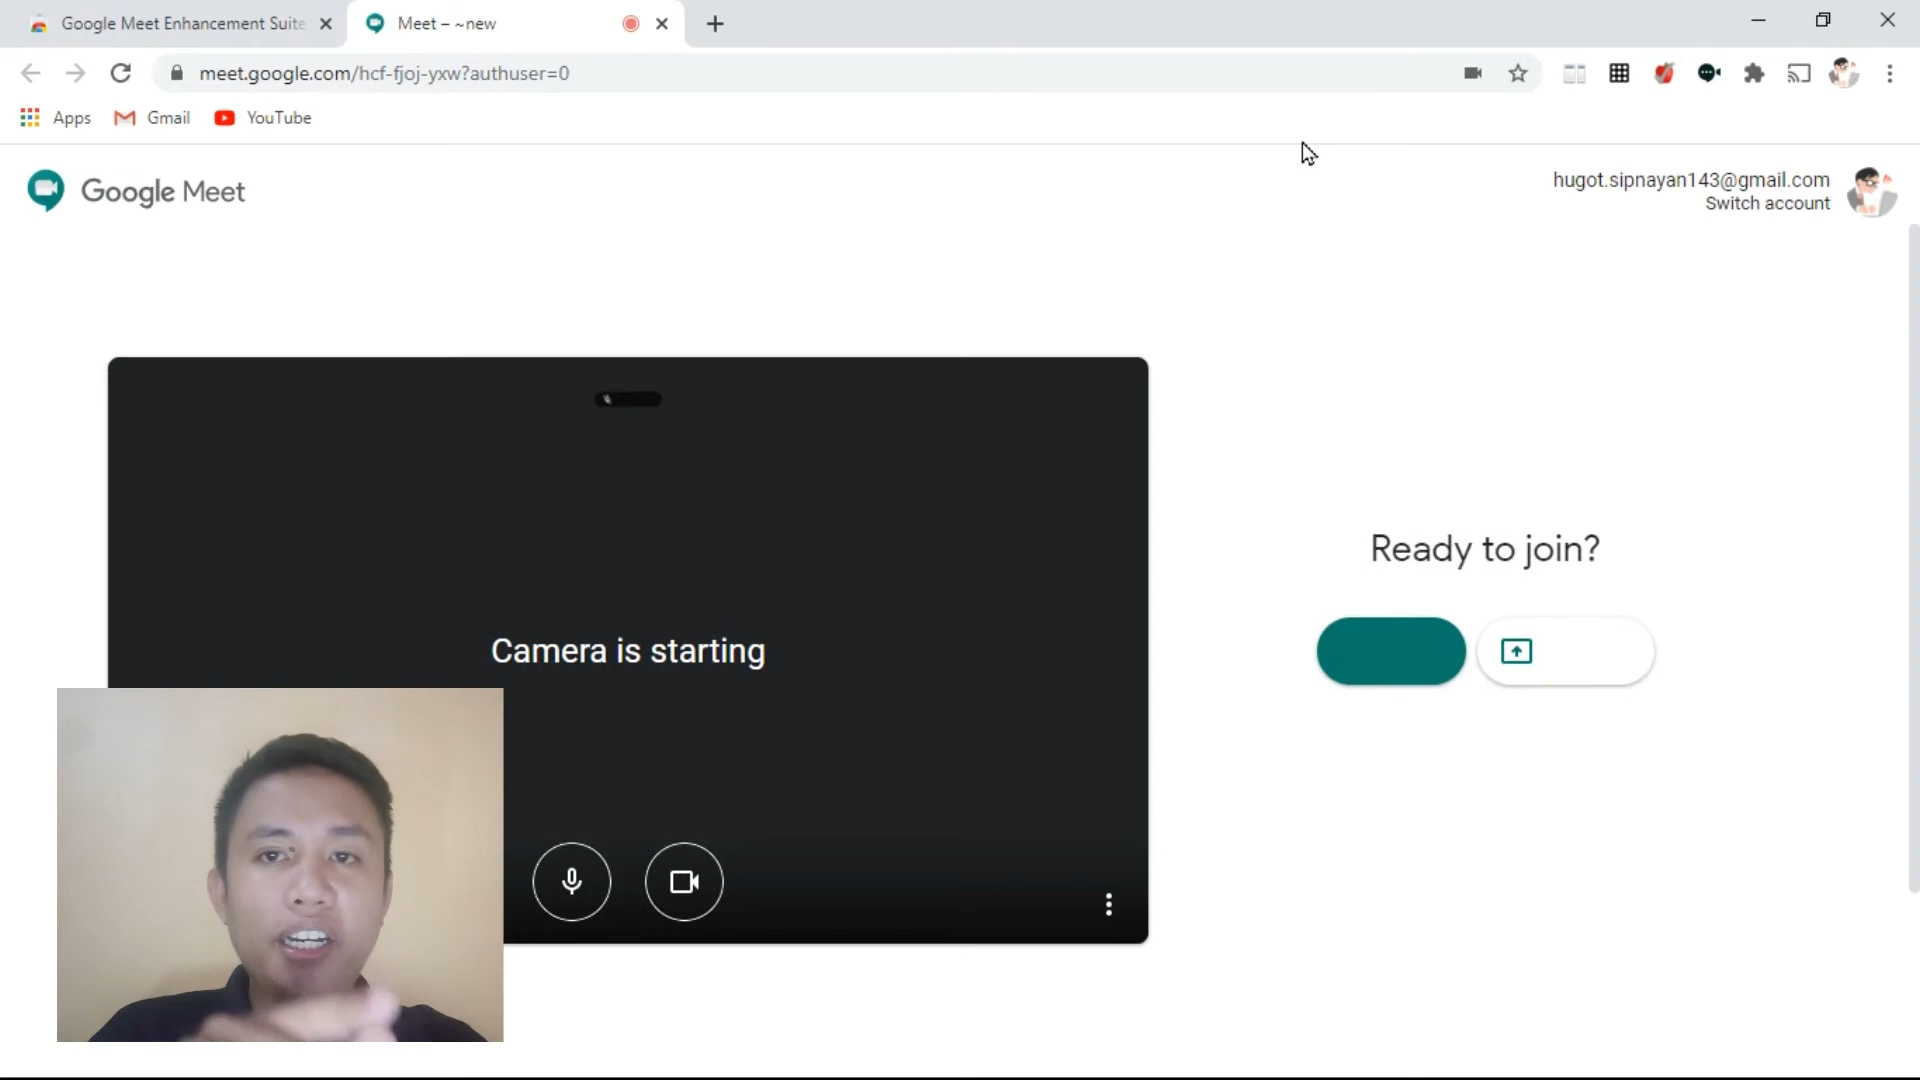 Google Meet Enhancement Suite
Meet – ~new
meet.google.com/hcf-fjoj-yxw?authuser=0
Apps
Gmail
YouTube
Google Meet
hugot.sipnayan143@gmail.com
Switch account
Camera is starting
Ready to join?